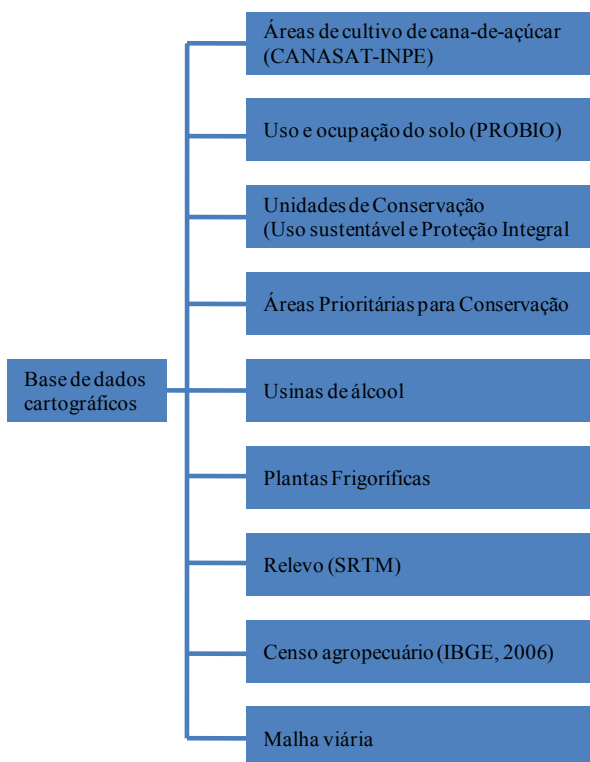 Áreas de cultivo de cana-de-açúcar
(CANASAT-INPE)
Uso e ocupação do solo (PROBIO)
Unidades de Conservação
(Uso sustentável e Proteção Integral
Áreas Prioritárias para Conservação
Base de dados
cartográficos
Usinas de álcool
Plantas Frigoríficas
Relevo (SRTM)
Censo agropecuário (IBGE, 2006)
Malha viária